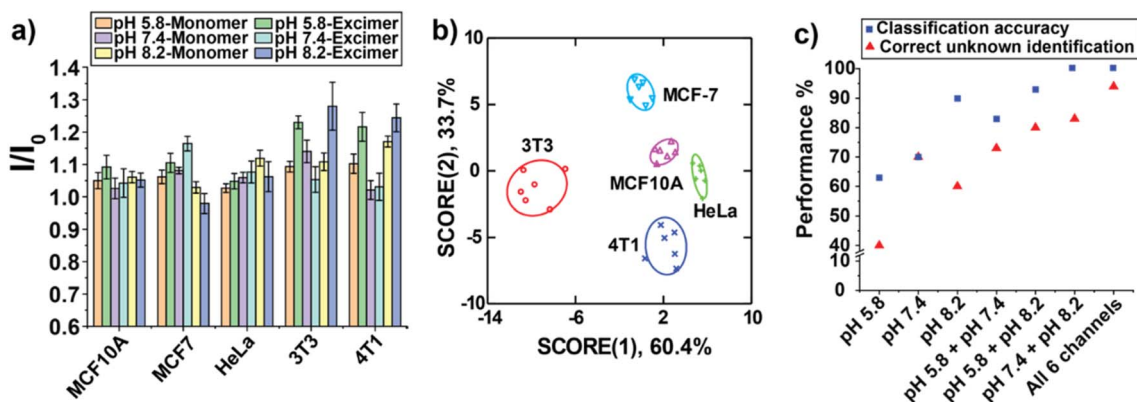 a)
pH 5.8-Monomer pH 5.8-Excimer
pH 7.4-Monomer pH 7.4-Excimer
pH 8.2-Monomer pH 8.2-Excimer
I/I0
1.4
1.3
1.2
1.1
1.0
0.9
0.8
0.7
0.6
MCF10A MCF7 HeLa 3T3 4T1
b)
SCORE(2), 33.7%
10
5
0
-5
-10
MCF-7
3T3
MCF10A
HeLa
4T1
-14 -6 2 10
SCORE(1), 60.4%
c)
Classification accuracy
Correct unknown identification
Performance %
100
90
80
70
60
50
40
0
pH 5.8
pH 7.4
pH 8.2
pH 5.8 + pH 7.4
pH 5.8 + pH 8.2
pH 7.4 + pH 8.2
All 6 channels